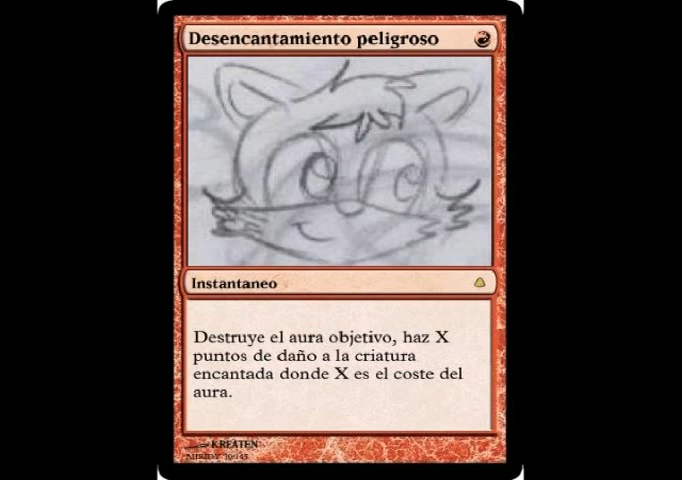 Desencantamiento peligroso
Instantaneo
Destruye el aura objetivo, haz X
puntos de daño a la criatura
encantada donde X es el coste del
aura.
KREATEN